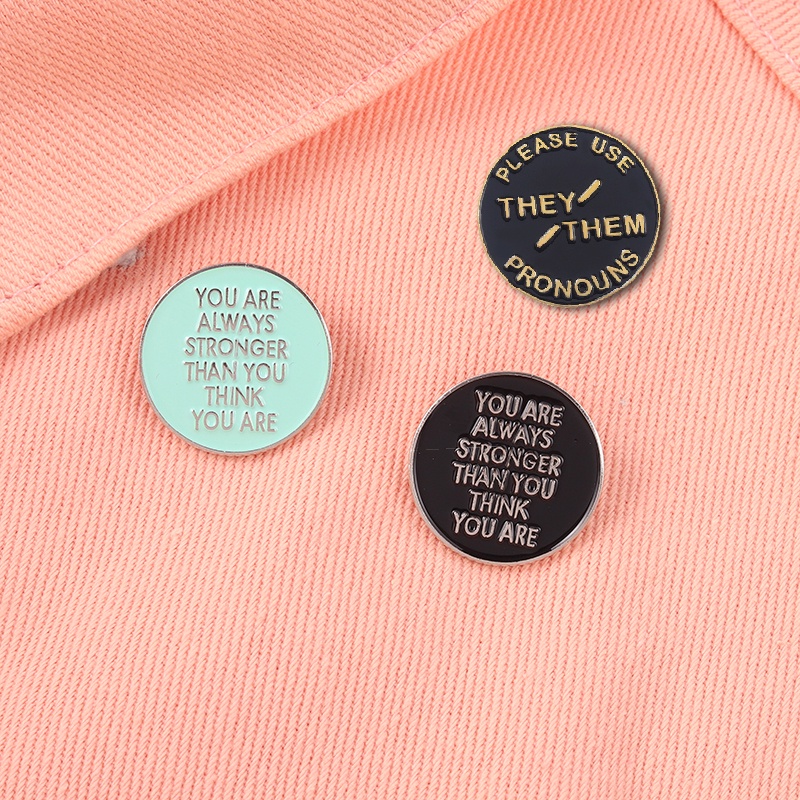 PLEASE USE
THEY/
/THEM
PRONOUNS
YOU ARE
ALWAYS
STRONGER
THAN YOU
THINK
YOU ARE
YOU ARE
ALWAYS
STRONGER
THAN YOU
THINK
YOU ARE